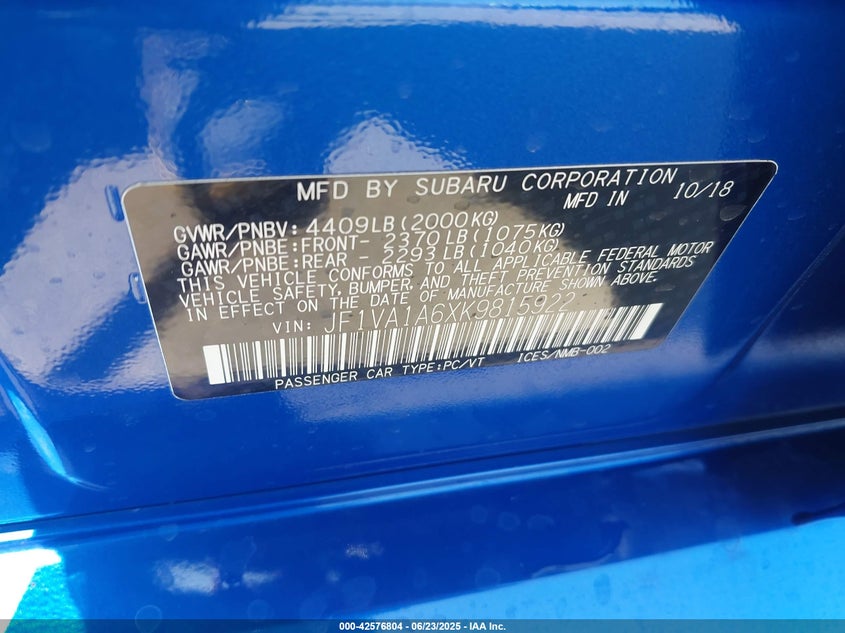 MFD BY SUBARU CORPORATION
MFD IN 10/18
GVWR/PNBV: 4409LB(2000KG)
GAWR/PNBE:FRONT- 2370LB(1075KG)
GAWR/PNBE:REAR - 2293LB(1040KG)
THIS VEHICLE CONFORMS TO ALL APPLICABLE FEDERAL MOTOR
VEHICLE SAFETY, BUMPER, AND THEFT PREVENTION STANDARDS
IN EFFECT ON THE DATE OF MANUFACTURE SHOWN ABOVE.
VIN: JF1VA1A6XK9815922
PASSENGER CAR TYPE:PC/VT ICES/NMB-002
000-42576804 - 06/23/2025 - IAA Inc.